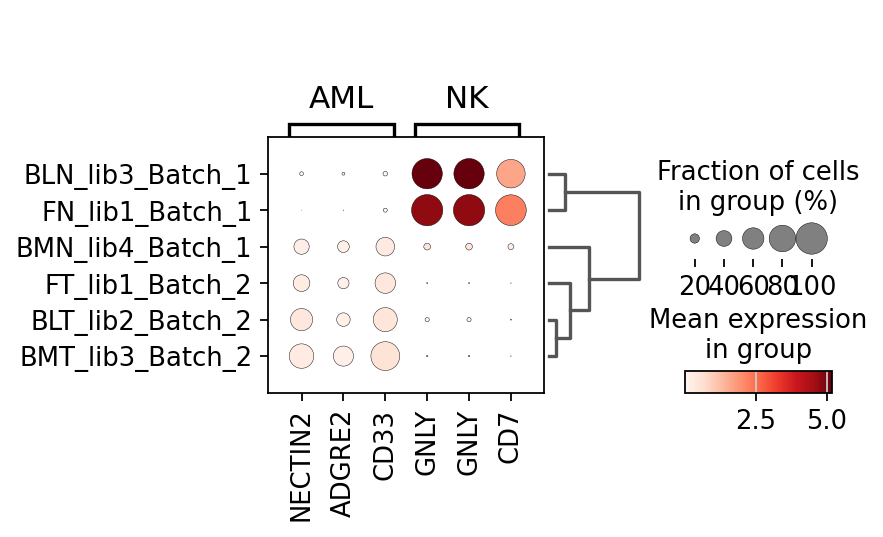 AML NK
BLN_lib3_Batch_1
FN_lib1_Batch_1
BMN_lib4_Batch_1
FT_lib1_Batch_2
BLT_lib2_Batch_2
BMT_lib3_Batch_2
NECTIN2
ADGRE2
CD33
GNLY
GNLY
CD7
Fraction of cells
in group (%)
20 40 60 80 100
Mean expression
in group
2.5 5.0